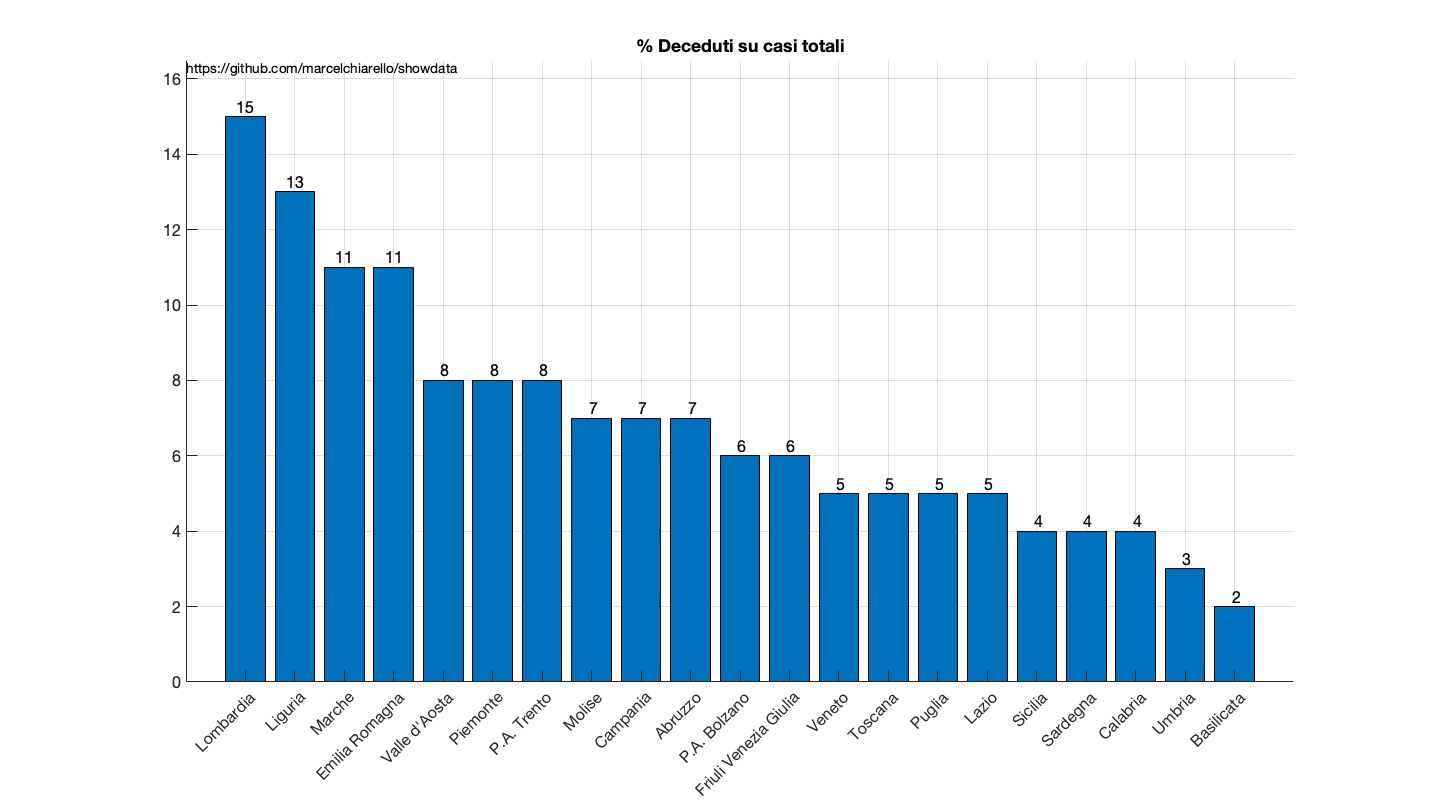 % Deceduti su casi totali
https://github.com/marcelchiarello/showdata
16
14
12
10
8
6
4
2
0
15
13
11
11
8
8
8
7
7
7
6
6
5
5
5
5
4
4
4
3
2
Lombardia
Liguria
Marche
Emilia Romagna
Valle d'Aosta
Piemonte
P.A. Trento
Molise
Campania
Abruzzo
P.A. Bolzano
Friuli Venezia Giulia
Veneto
Toscana
Puglia
Lazio
Sicilia
Sardegna
Calabria
Umbria
Basilicata